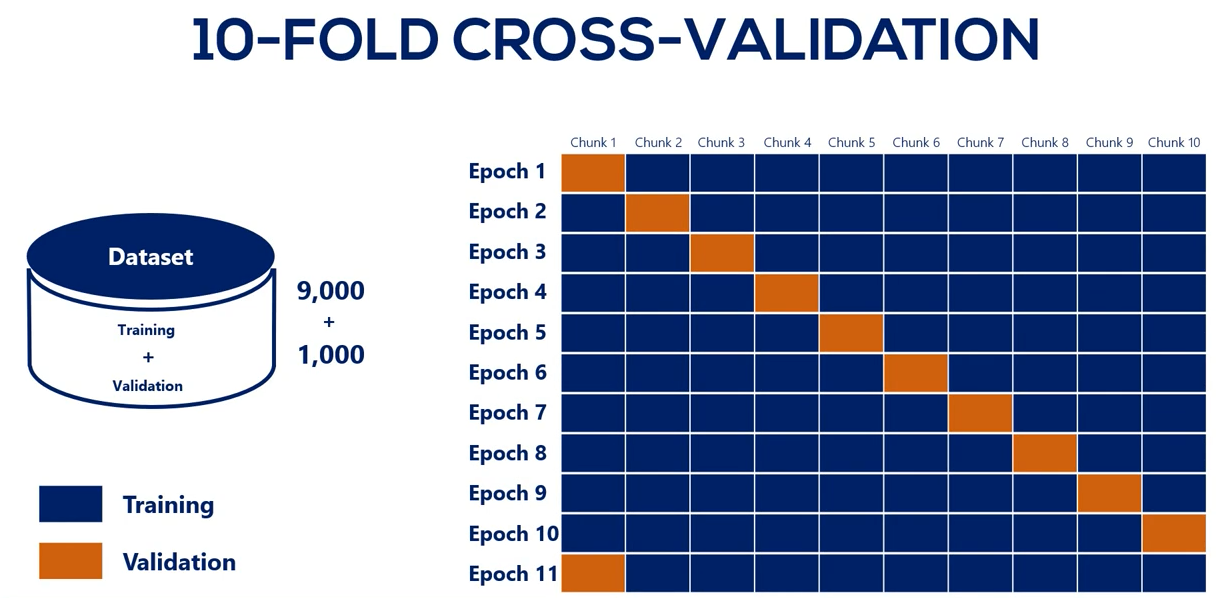 10-FOLD CROSS-VALIDATION
Chunk 1 Chunk 2 Chunk 3 Chunk 4 Chunk 5 Chunk 6 Chunk 7 Chunk 8 Chunk 9 Chunk 10
Epoch 1
Epoch 2
Epoch 3
Epoch 4
Epoch 5
Epoch 6
Epoch 7
Epoch 8
Epoch 9
Epoch 10
Epoch 11
Dataset
Training
+
Validation
9,000
+
1,000
Training
Validation